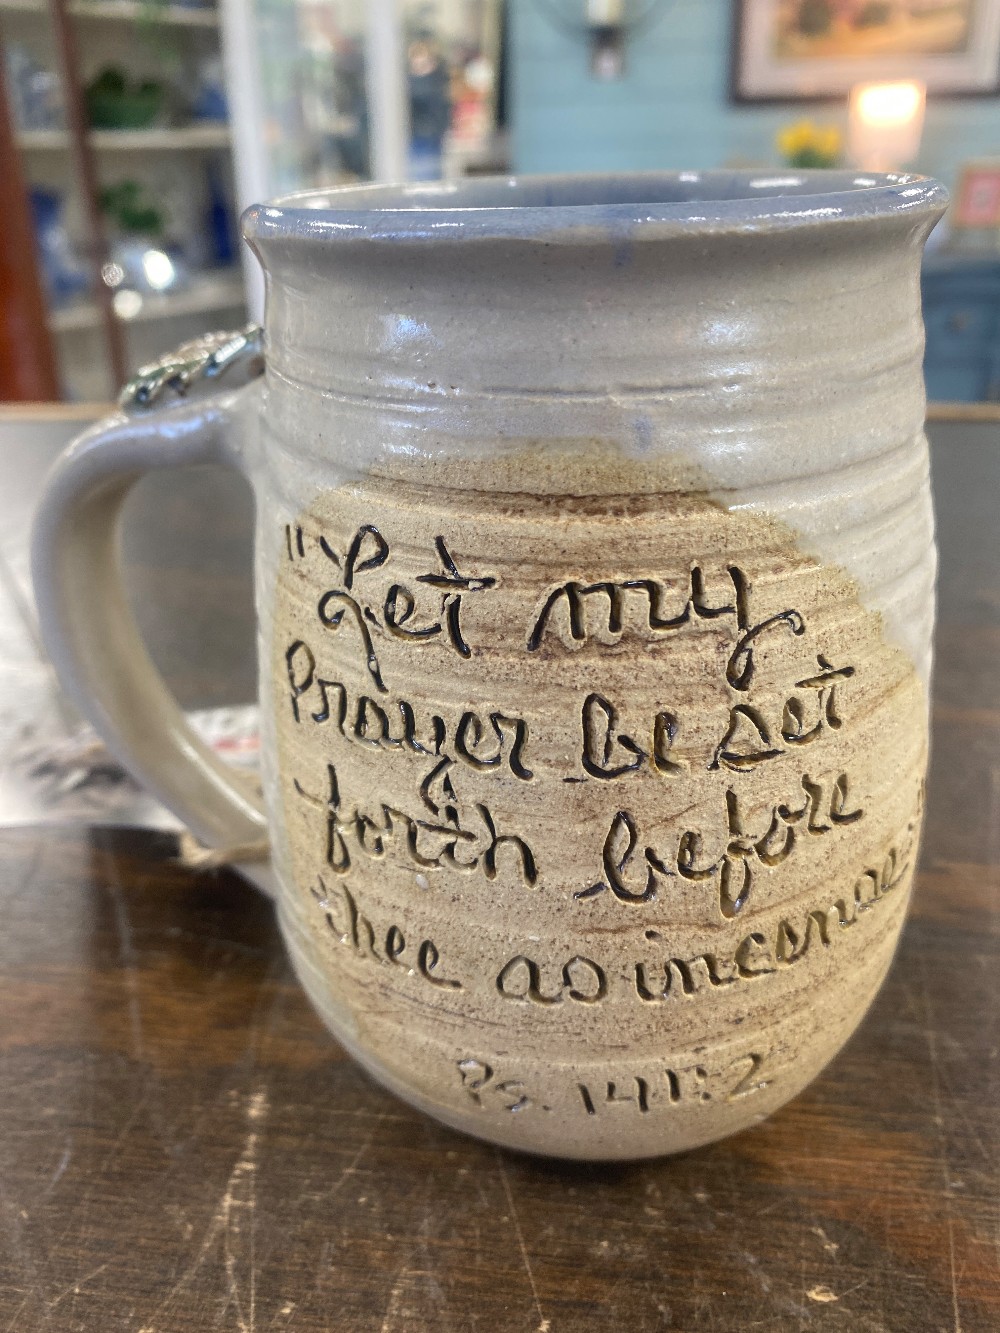 "Let my
Prayer be set
forth before
thee as incense
Ps. 141:2